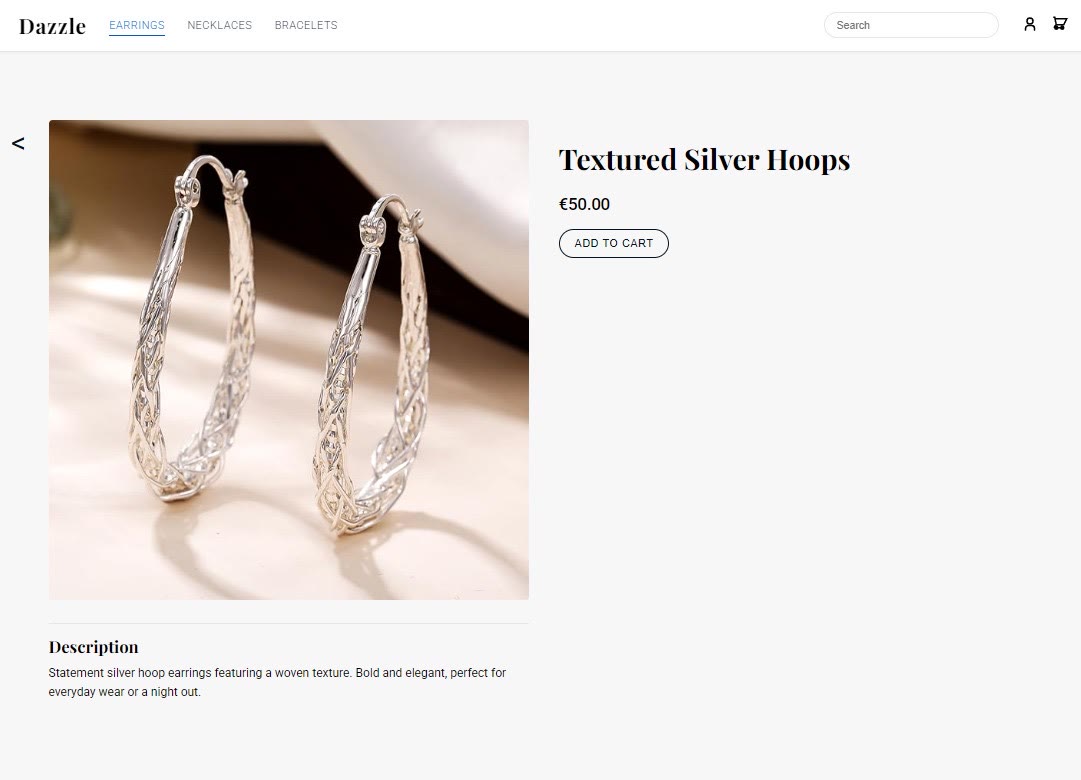 Dazzle EARRINGS NECKLACES BRACELETS Search
<
Textured Silver Hoops
€50.00
ADD TO CART
Description
Statement silver hoop earrings featuring a woven texture. Bold and elegant, perfect for
everyday wear or a night out.